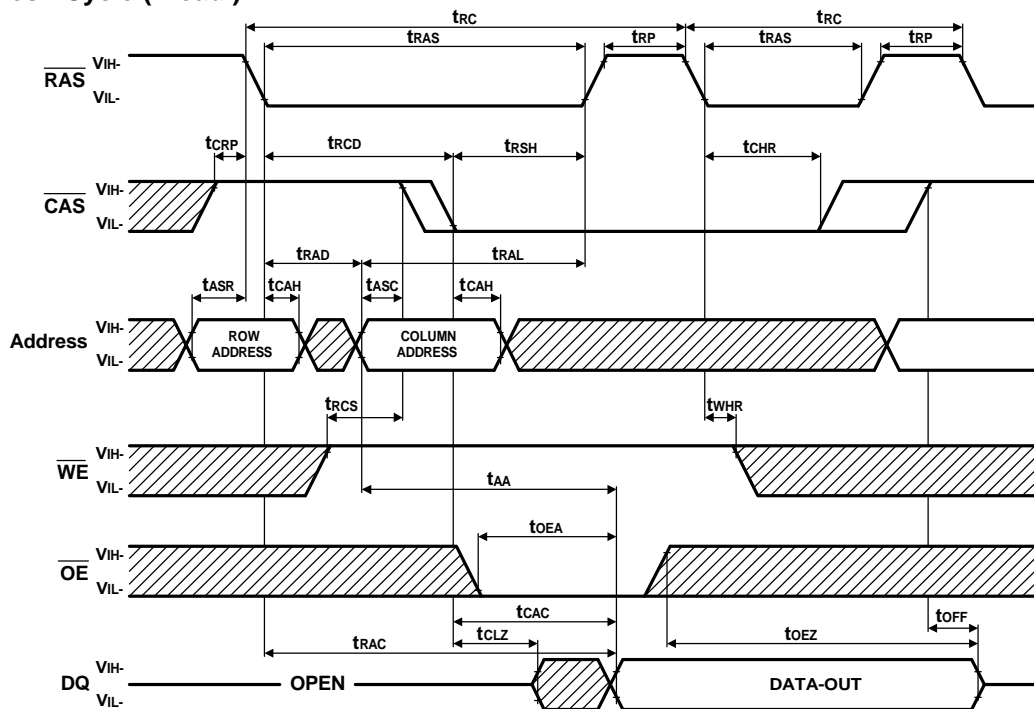 tRC tRC
tRAS tRP tRAS tRP
RAS VIH-
VIL-
tCRP tRCD tRSH tCHR
CAS VIH-
VIL-
tRAD tRAL
tASR tCAH tASC tCAH
Address VIH-
VIL-
ROW
ADDRESS
COLUMN
ADDRESS
tRCS tWHR
WE VIH-
VIL-
tAA
tOEA
OE VIH-
VIL-
tCAC
tCLZ tOEZ tOFF
tRAC
DQ VIH-
VIL-
OPEN DATA-OUT